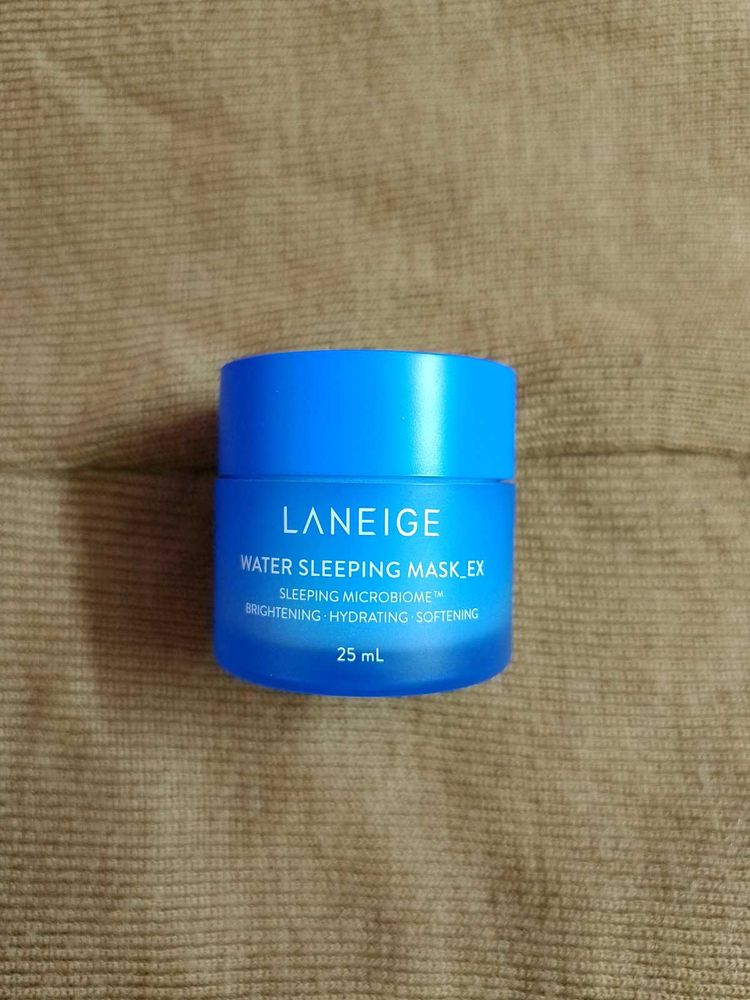 LANEIGE
WATER SLEEPING MASK_EX
SLEEPING MICROBIOME™
BRIGHTENING · HYDRATING · SOFTENING
25 mL